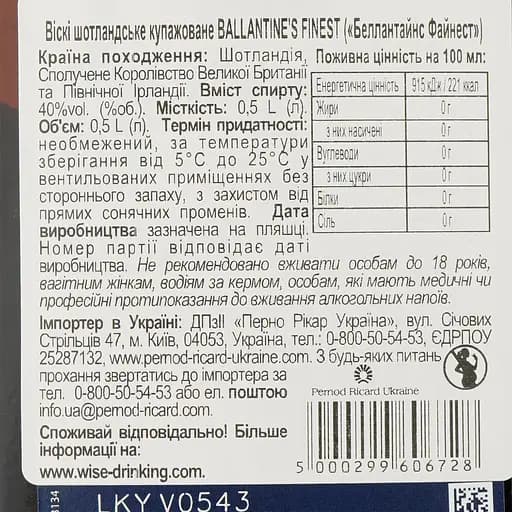 Віскі шотландське купажоване BALLANTINE'S FINEST («Беллантайнс Файнест»)
Країна походження: Шотландія,
Сполучене Королівство Великої Британії
та Північної Ірландії. Вміст спирту:
40%vol. (%об.). Місткість: 0,5 L (л).
Об'єм: 0,5 L (л). Термін придатності:
необмежений, за температури
зберігання від 5°C до 25°C у
вентильованих приміщеннях без
стороннього запаху, з захистом від
прямих сонячних променів. Дата
виробництва зазначена на пляшці.
Номер партії відповідає даті
виробництва. Не рекомендовано вживати особам до 18 років,
вагітним жінкам, водіям за кермом, особам, які мають медичні чи
професійні протипоказання до вживання алкогольних напоїв.
Поживна цінність на 100 мл:
Енергетична цінність 915 кДж / 221 ккал
Жири 0 г
з них насичені 0 г
Вуглеводи 0 г
з них цукри 0 г
Білки 0 г
Сіль 0 г
Імпортер в Україні: ДПзІІ «Перно Рікар Україна», вул. Січових
Стрільців 47, м. Київ, 04053, Україна, тел.: 0-800-50-54-53, ЄДРПОУ
25287132, www.pernod-ricard-ukraine.com. З будь-яких питань
прохання звертатись до імпортера за
тел. 0-800-50-54-53 або ел. поштою
info.ua@pernod-ricard.com.
Споживай відповідально! Більше
інформації на:
www.wise-drinking.com.
Pernod Ricard Ukraine
5 000299 606728
LKYV0543
3134